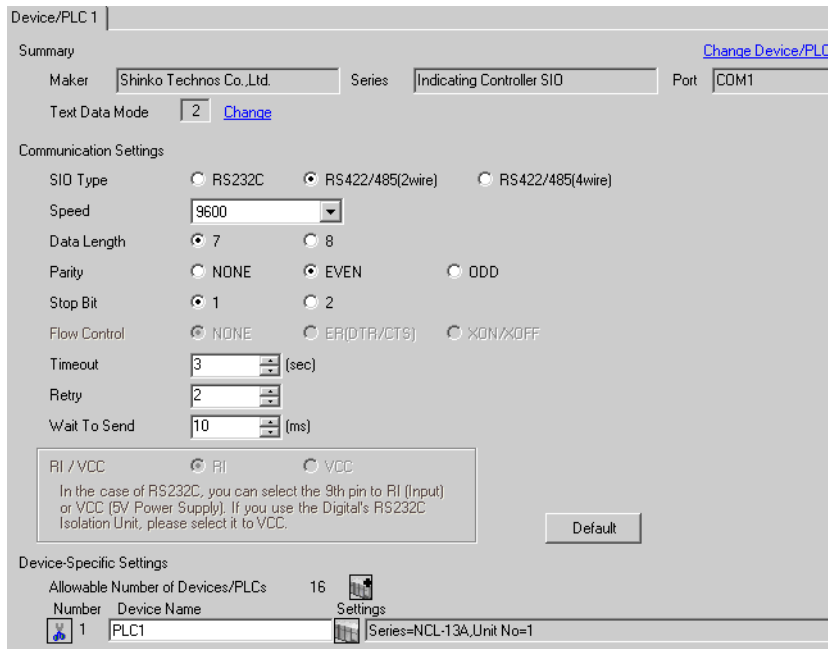 Device/PLC 1
Summary Change Device/PLC
Maker Shinko Technos Co.,Ltd. Series Indicating Controller SIO Port COM1
Text Data Mode 2 Change
Communication Settings
SIO Type RS232C RS422/485(2wire) RS422/485(4wire)
Speed 9600
Data Length 7 8
Parity NONE EVEN ODD
Stop Bit 1 2
Flow Control NONE ER(DTR/CTS) XON/XOFF
Timeout 3 (sec)
Retry 2
Wait To Send 10 (ms)
RI / VCC RI VCC
In the case of RS232C, you can select the 9th pin to RI (Input)
or VCC (5V Power Supply). If you use the Digital's RS232C
Isolation Unit, please select it to VCC.
Default
Device-Specific Settings
Allowable Number of Devices/PLCs 16
Number Device Name Settings
1 PLC1 Series=NCL-13A,Unit No=1